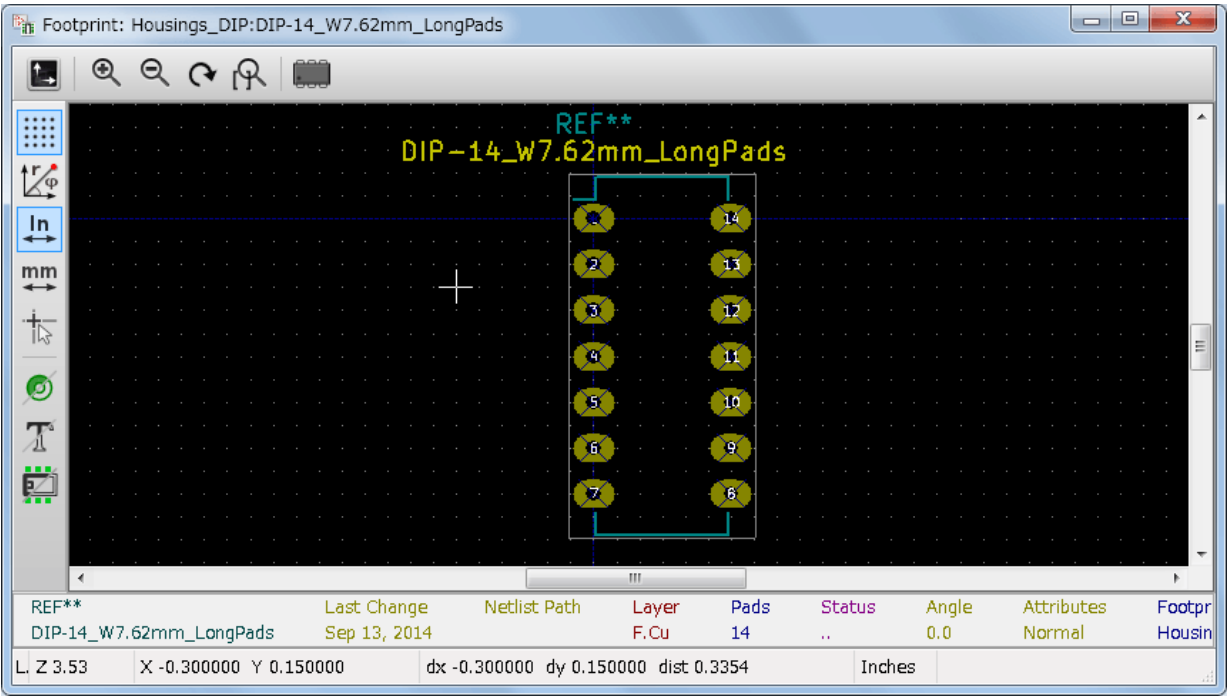 Footprint: Housings_DIP:DIP-14_W7.62mm_LongPads
REF**
DIP-14_W7.62mm_LongPads
r
φ
In
mm
1 14
2 13
3 12
4 11
5 10
6 9
7 8
REF** Last Change Netlist Path Layer Pads Status Angle Attributes Footpr
DIP-14_W7.62mm_LongPads Sep 13, 2014 F.Cu 14 .. 0.0 Normal Housin
L. Z 3.53 X -0.300000 Y 0.150000 dx -0.300000 dy 0.150000 dist 0.3354 Inches